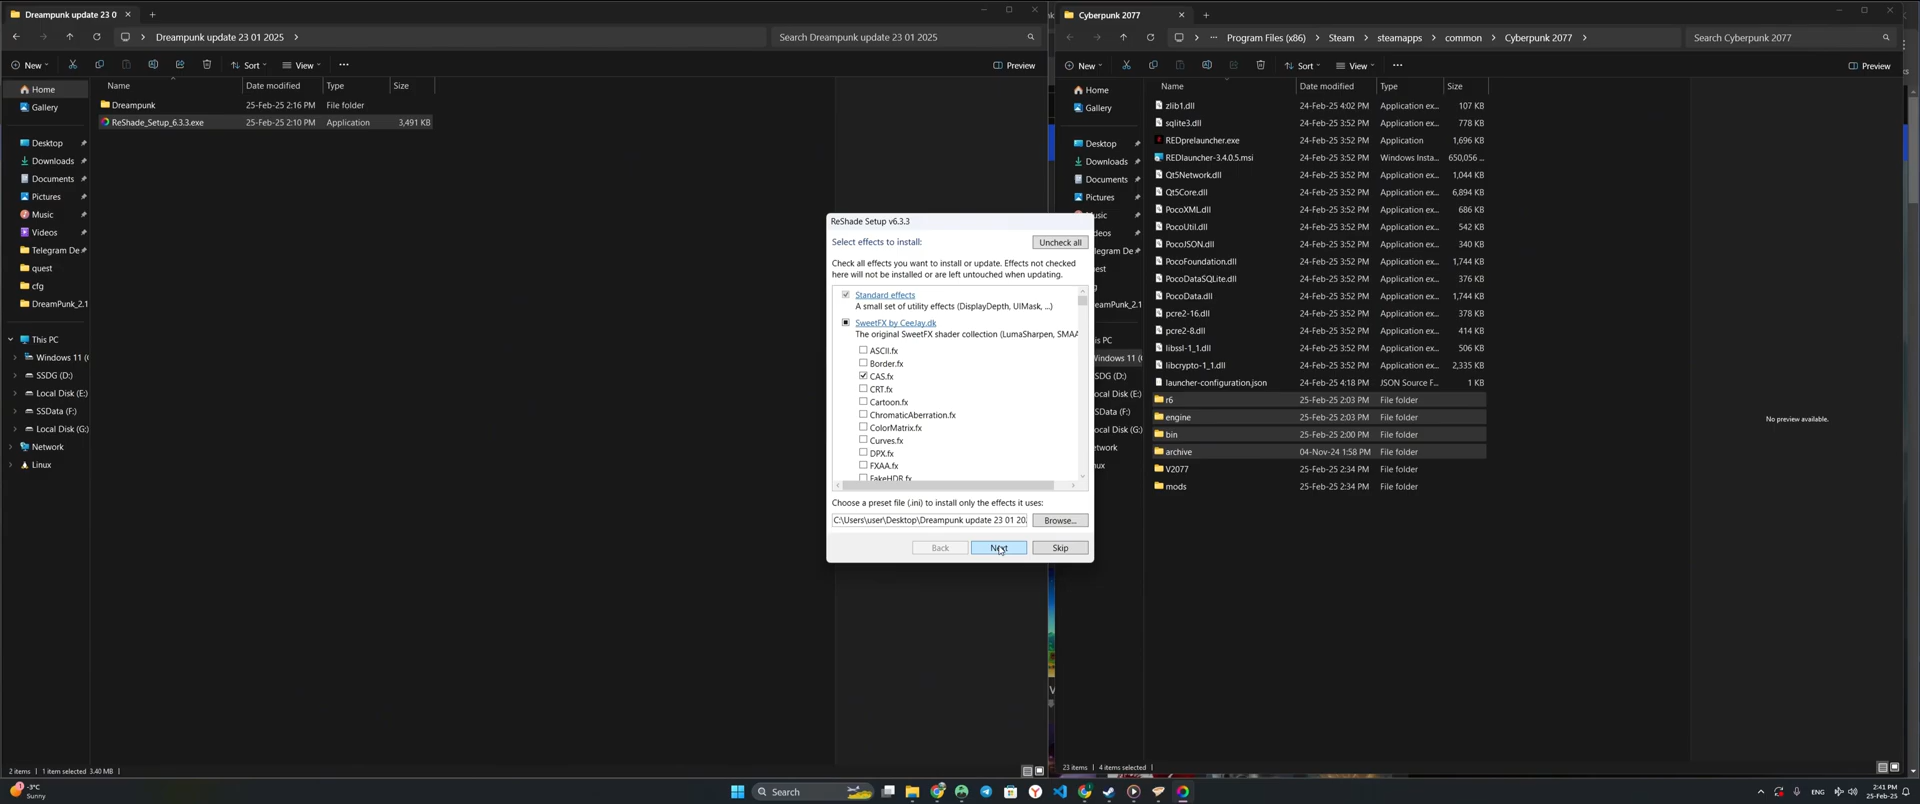 Dreampunk update 23 0
Dreampunk update 23 01 2025
Search Dreampunk update 23 01 2025
New
Sort
View
Preview
Name
Date modified
Type
Size
Home
Gallery
Desktop
Downloads
Documents
Pictures
Music
Videos
Telegram De
quest
cfg
DreamPunk_2.1
This PC
Windows 11 (
SSDG (D:)
Local Disk (E:)
SSData (F:)
Local Disk (G:)
Network
Linux
Dreampunk 25-Feb-25 2:16 PM File folder
ReShade_Setup_6.3.3.exe 25-Feb-25 2:10 PM Application 3,491 KB
2 items 1 item selected 3.40 MB
ReShade Setup v6.3.3
Select effects to install:
Uncheck all
Check all effects you want to install or update. Effects not checked
here will not be installed or are left untouched when updating.
Standard effects
A small set of utility effects (DisplayDepth, UIMask, ...)
SweetFX by CeeJay.dk
The original SweetFX shader collection (LumaSharpen, SMAA
ASCII.fx
Border.fx
CAS.fx
CRT.fx
Cartoon.fx
ChromaticAberration.fx
ColorMatrix.fx
Curves.fx
DPX.fx
FXAA.fx
FakeHDR.fx
Choose a preset file (.ini) to install only the effects it uses:
C:\Users\user\Desktop\Dreampunk update 23 01 20
Browse...
Back
Next
Skip
Cyberpunk 2077
Program Files (x86) Steam steamapps common Cyberpunk 2077
Search Cyberpunk 2077
New
Sort
View
Preview
Name
Date modified
Type
Size
Home
Gallery
Desktop
Downloads
Documents
Pictures
usic
deos
elegram De
est
g
reamPunk_2.1
is PC
Windows 11 (
SDG (D:)
ocal Disk (E:)
SData (F:)
ocal Disk (G:)
etwork
nux
zlib1.dll 24-Feb-25 4:02 PM Application ex... 107 KB
sqlite3.dll 24-Feb-25 3:52 PM Application ex... 778 KB
REDprelauncher.exe 24-Feb-25 3:52 PM Application 1,696 KB
REDlauncher-3.4.0.5.msi 24-Feb-25 3:52 PM Windows Insta... 650,056 ...
Qt5Network.dll 24-Feb-25 3:52 PM Application ex... 1,044 KB
Qt5Core.dll 24-Feb-25 3:52 PM Application ex... 6,894 KB
PocoXML.dll 24-Feb-25 3:52 PM Application ex... 686 KB
PocoUtil.dll 24-Feb-25 3:52 PM Application ex... 542 KB
PocoJSON.dll 24-Feb-25 3:52 PM Application ex... 340 KB
PocoFoundation.dll 24-Feb-25 3:52 PM Application ex... 1,744 KB
PocoDataSQLite.dll 24-Feb-25 3:52 PM Application ex... 376 KB
PocoData.dll 24-Feb-25 3:52 PM Application ex... 1,744 KB
pcre2-16.dll 24-Feb-25 3:52 PM Application ex... 378 KB
pcre2-8.dll 24-Feb-25 3:52 PM Application ex... 414 KB
libssl-1_1.dll 24-Feb-25 3:52 PM Application ex... 506 KB
libcrypto-1_1.dll 24-Feb-25 3:52 PM Application ex... 2,335 KB
launcher-configuration.json 24-Feb-25 4:18 PM JSON Source F... 1 KB
r6 25-Feb-25 2:03 PM File folder
engine 25-Feb-25 2:03 PM File folder
bin 25-Feb-25 2:00 PM File folder
archive 04-Nov-24 1:58 PM File folder
V2077 25-Feb-25 2:34 PM File folder
mods 25-Feb-25 2:34 PM File folder
No preview available.
23 items 4 items selected
-3°C
Sunny
Search
ENG
2:41 PM
25-Feb-25